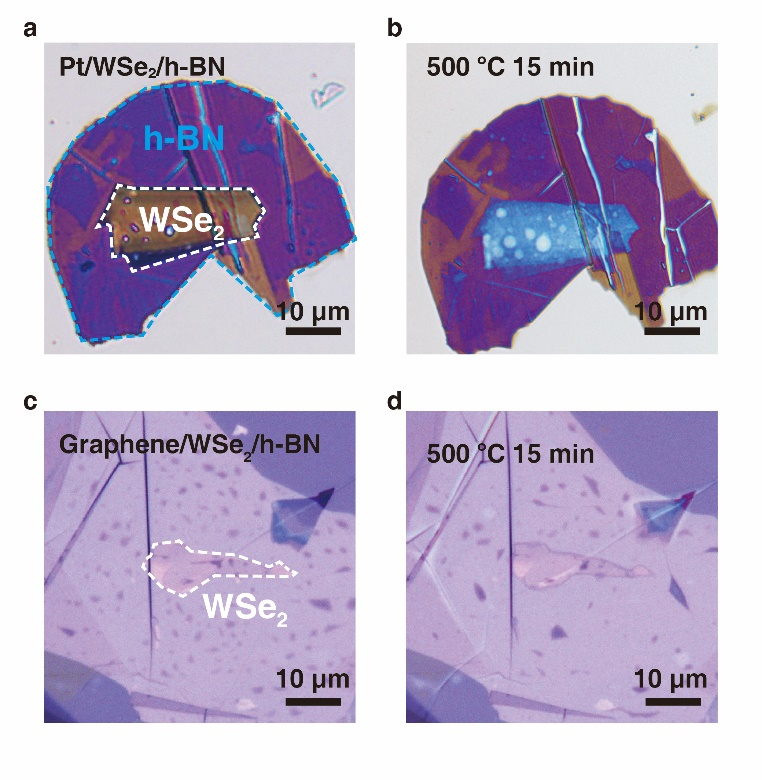 a
b
Pt/WSe₂/h-BN
500 °C 15 min
h-BN
WSe₂
10 µm
10 µm
c
d
Graphene/WSe₂/h-BN
500 °C 15 min
WSe₂
10 µm
10 µm